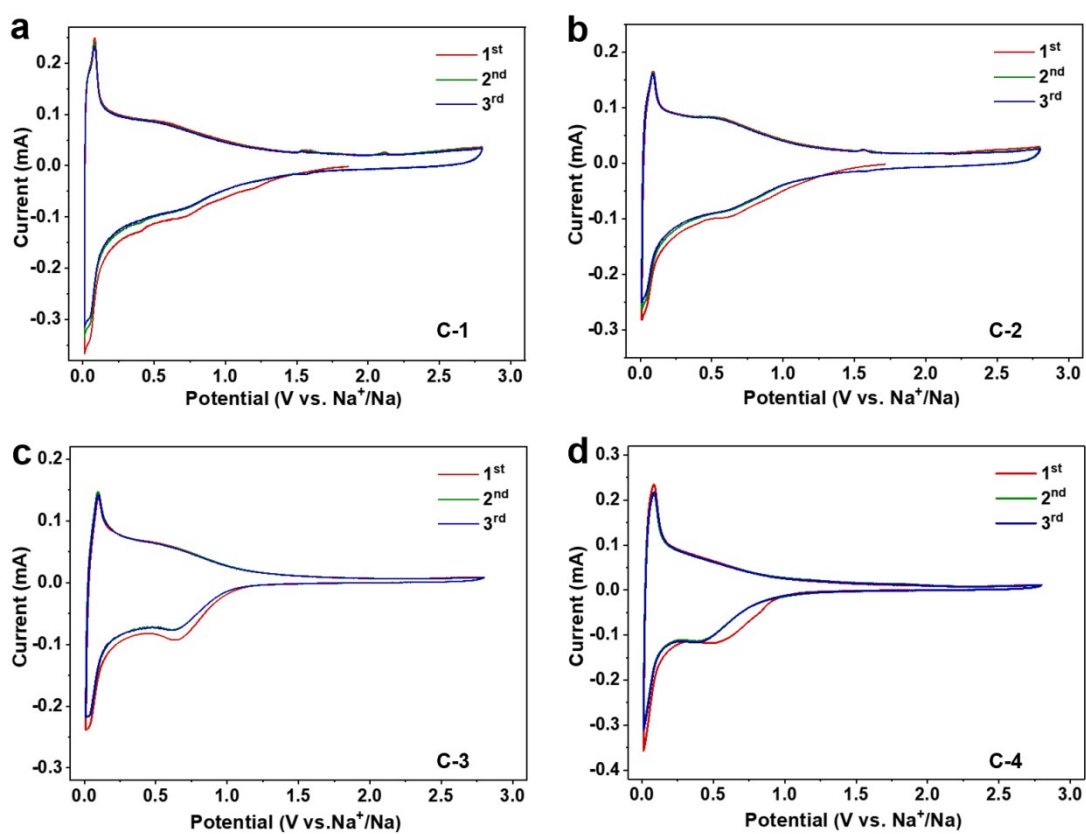 a
0.3
0.2
0.1
0.0
-0.1
-0.2
-0.3
Current (mA)
1st
2nd
3rd
C-1
0.0 0.5 1.0 1.5 2.0 2.5 3.0
Potential (V vs. Na+/Na)
b
0.2
0.1
0.0
-0.1
-0.2
-0.3
Current (mA)
1st
2nd
3rd
C-2
0.0 0.5 1.0 1.5 2.0 2.5 3.0
Potential (V vs. Na+/Na)
c
0.2
0.1
0.0
-0.1
-0.2
-0.3
Current (mA)
1st
2nd
3rd
C-3
0.0 0.5 1.0 1.5 2.0 2.5 3.0
Potential (V vs.Na+/Na)
d
0.3
0.2
0.1
0.0
-0.1
-0.2
-0.3
-0.4
Current (mA)
1st
2nd
3rd
C-4
0.0 0.5 1.0 1.5 2.0 2.5 3.0
Potential (V vs. Na+/Na)